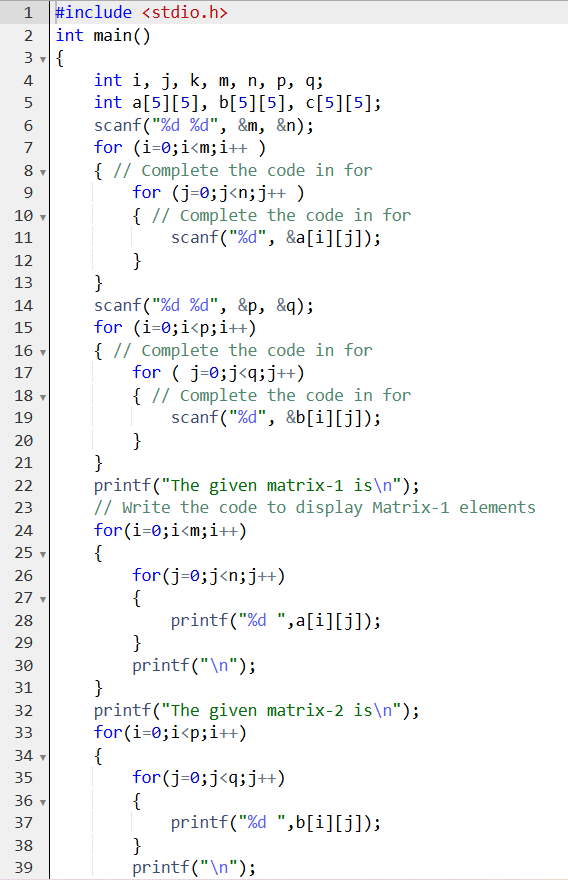 1 #include <stdio.h>
2 int main()
3 {
4     int i, j, k, m, n, p, q;
5     int a[5][5], b[5][5], c[5][5];
6     scanf("%d %d", &m, &n);
7     for (i=0;i<m;i++ )
8     { // Complete the code in for
9         for (j=0;j<n;j++ )
10         { // Complete the code in for
11             scanf("%d", &a[i][j]);
12         }
13     }
14     scanf("%d %d", &p, &q);
15     for (i=0;i<p;i++)
16     { // Complete the code in for
17         for ( j=0;j<q;j++)
18         { // Complete the code in for
19             scanf("%d", &b[i][j]);
20         }
21     }
22     printf("The given matrix-1 is\n");
23     // Write the code to display Matrix-1 elements
24     for(i=0;i<m;i++)
25     {
26         for(j=0;j<n;j++)
27         {
28             printf("%d ",a[i][j]);
29         }
30         printf("\n");
31     }
32     printf("The given matrix-2 is\n");
33     for(i=0;i<p;i++)
34     {
35         for(j=0;j<q;j++)
36         {
37             printf("%d ",b[i][j]);
38         }
39         printf("\n");